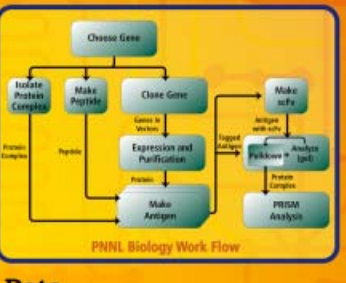 Choose Gene
Isolate
Protein
Complex
Make
Peptide
Clone Gene
Make
scFv
Genes in
Vectors
Antigen
with scFv
Protein
Complex
Peptide
Expression and
Purification
Tagged
Antigen
Pulldown
Analyze
(gel)
Protein
Protein
Complex
Make
Antigen
PRISM
Analysis
PNNL Biology Work Flow